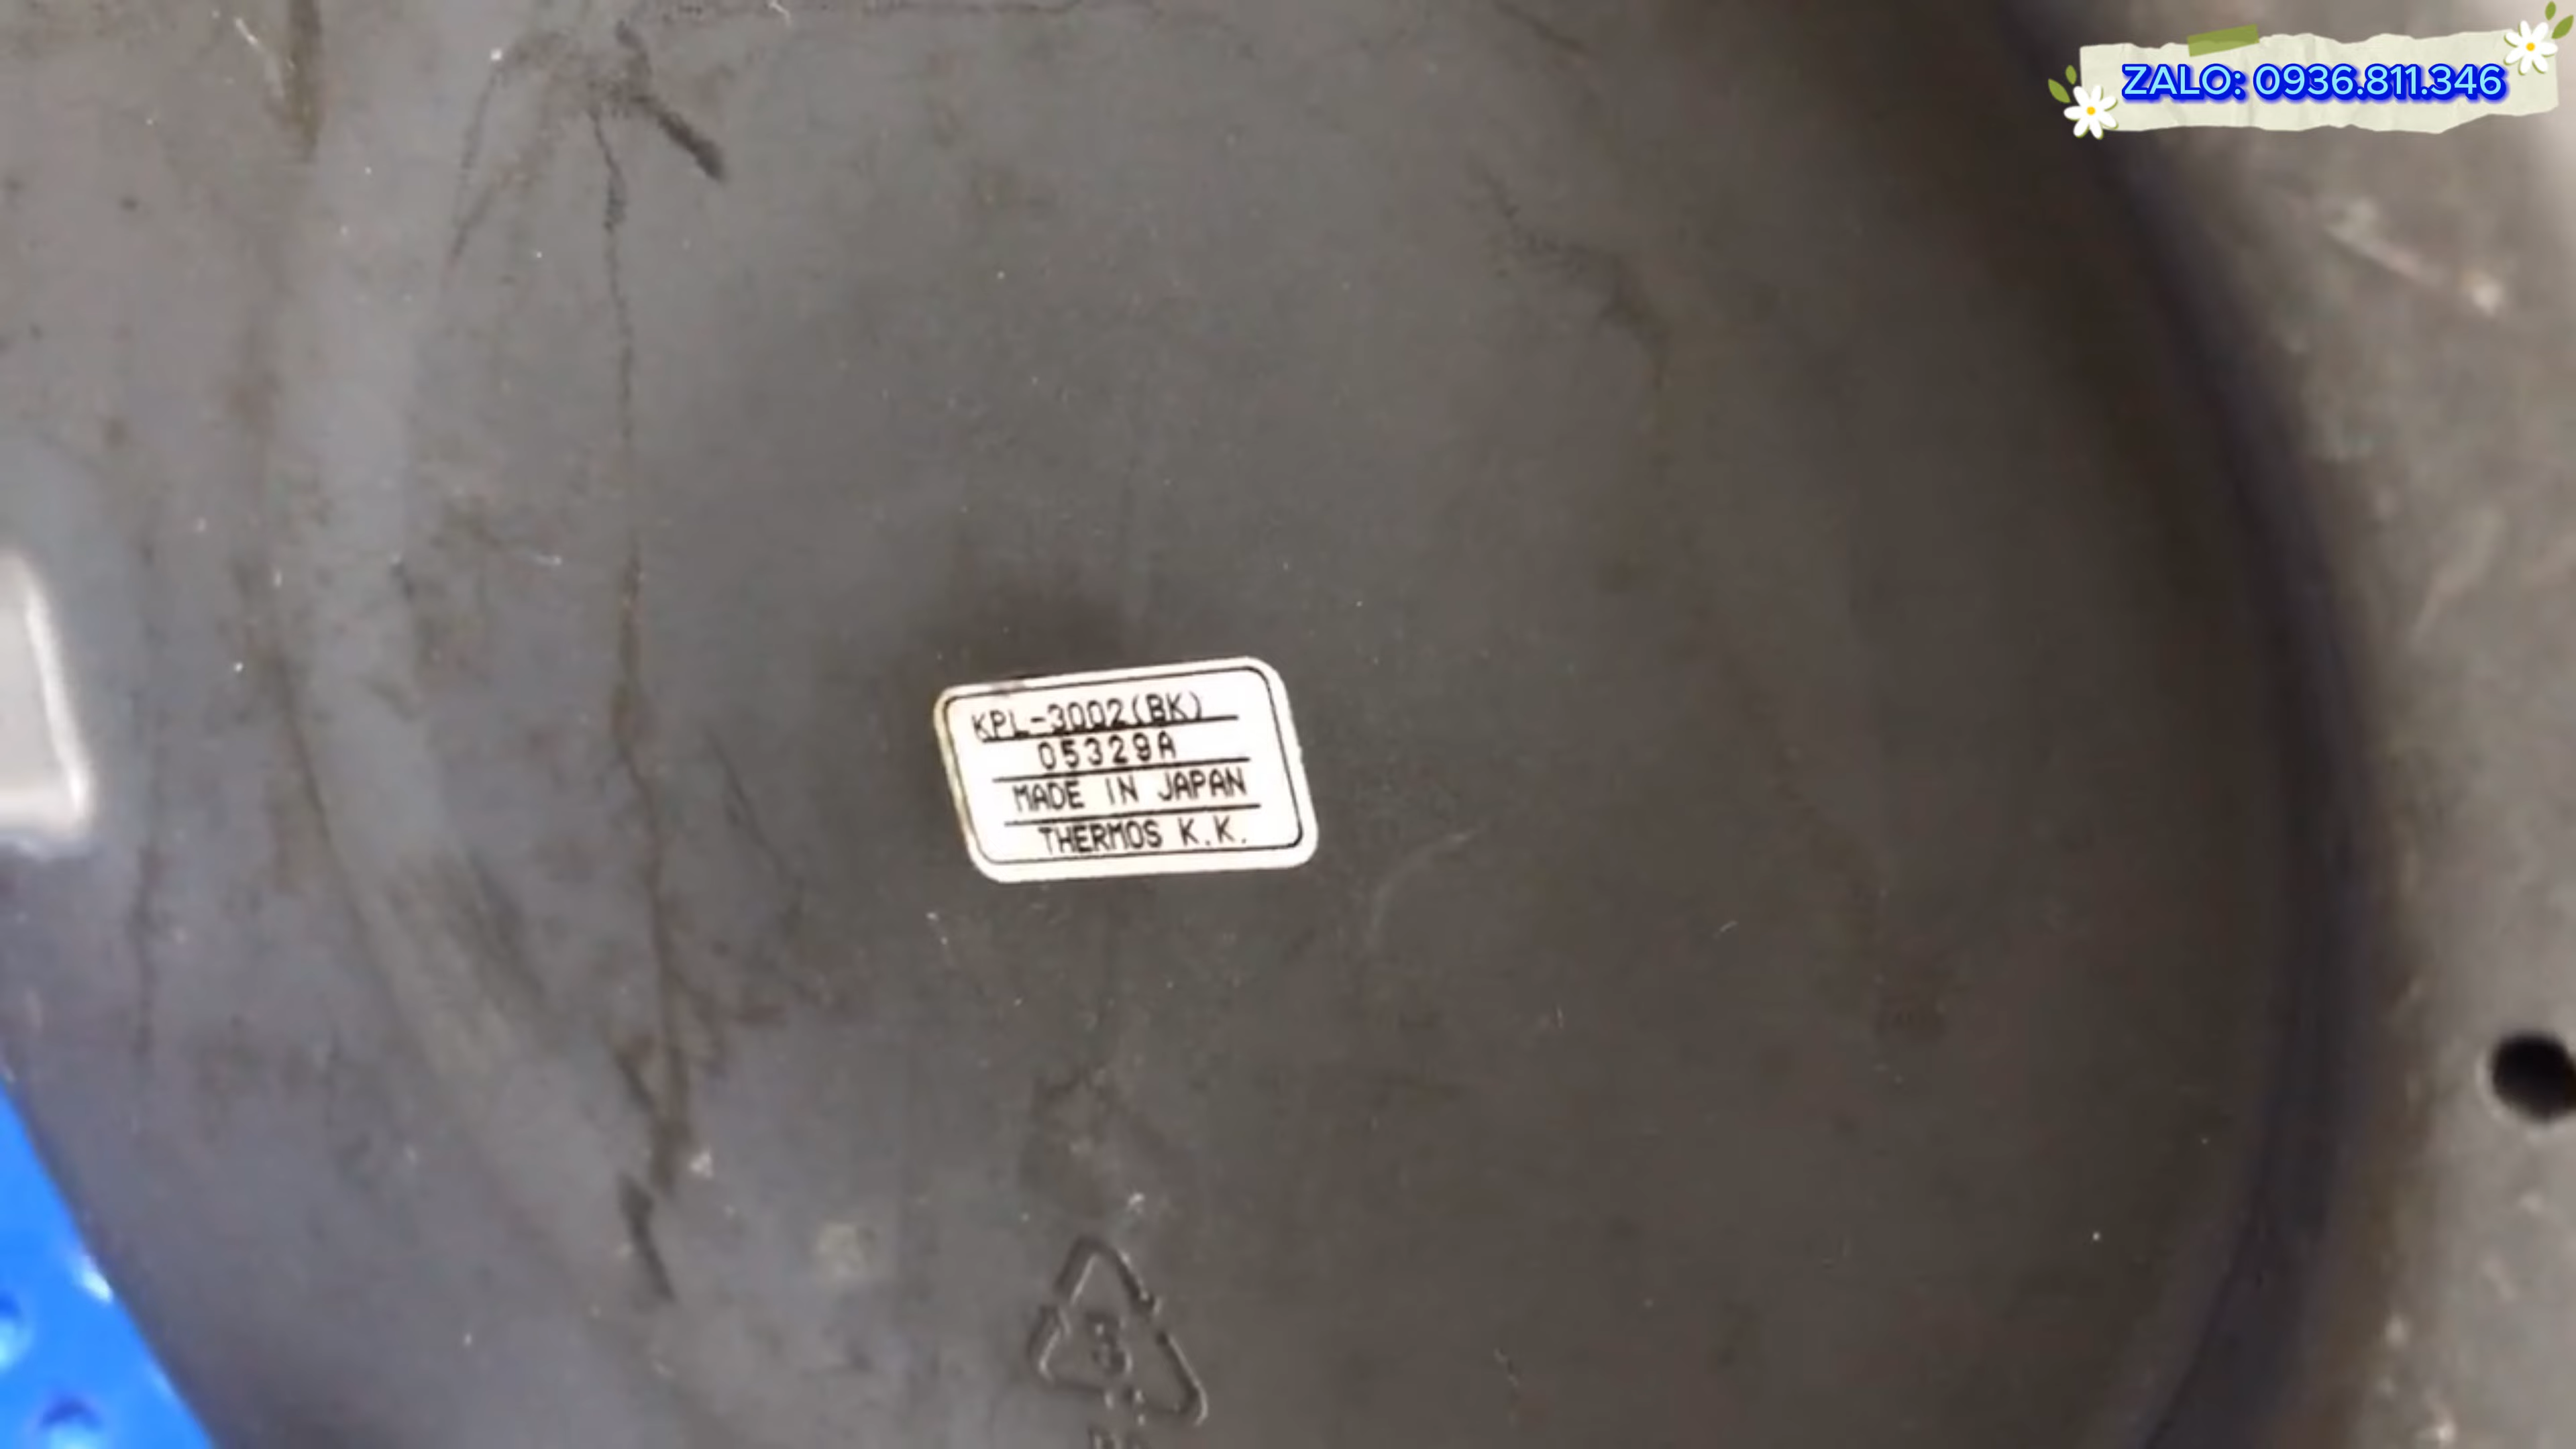 ZALO: 0936.811.346
KPL-3002(BK)
05329A
MADE IN JAPAN
THERMOS K.K.